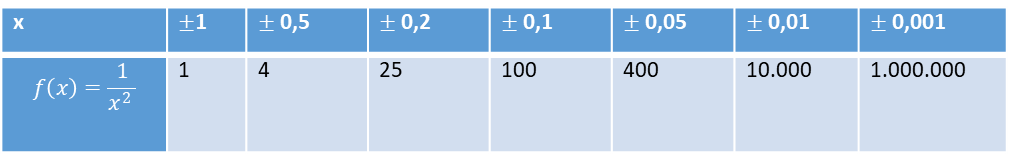 x ±1 ± 0,5 ± 0,2 ± 0,1 ± 0,05 ± 0,01 ± 0,001
f(x) = 1/x² 1 4 25 100 400 10.000 1.000.000